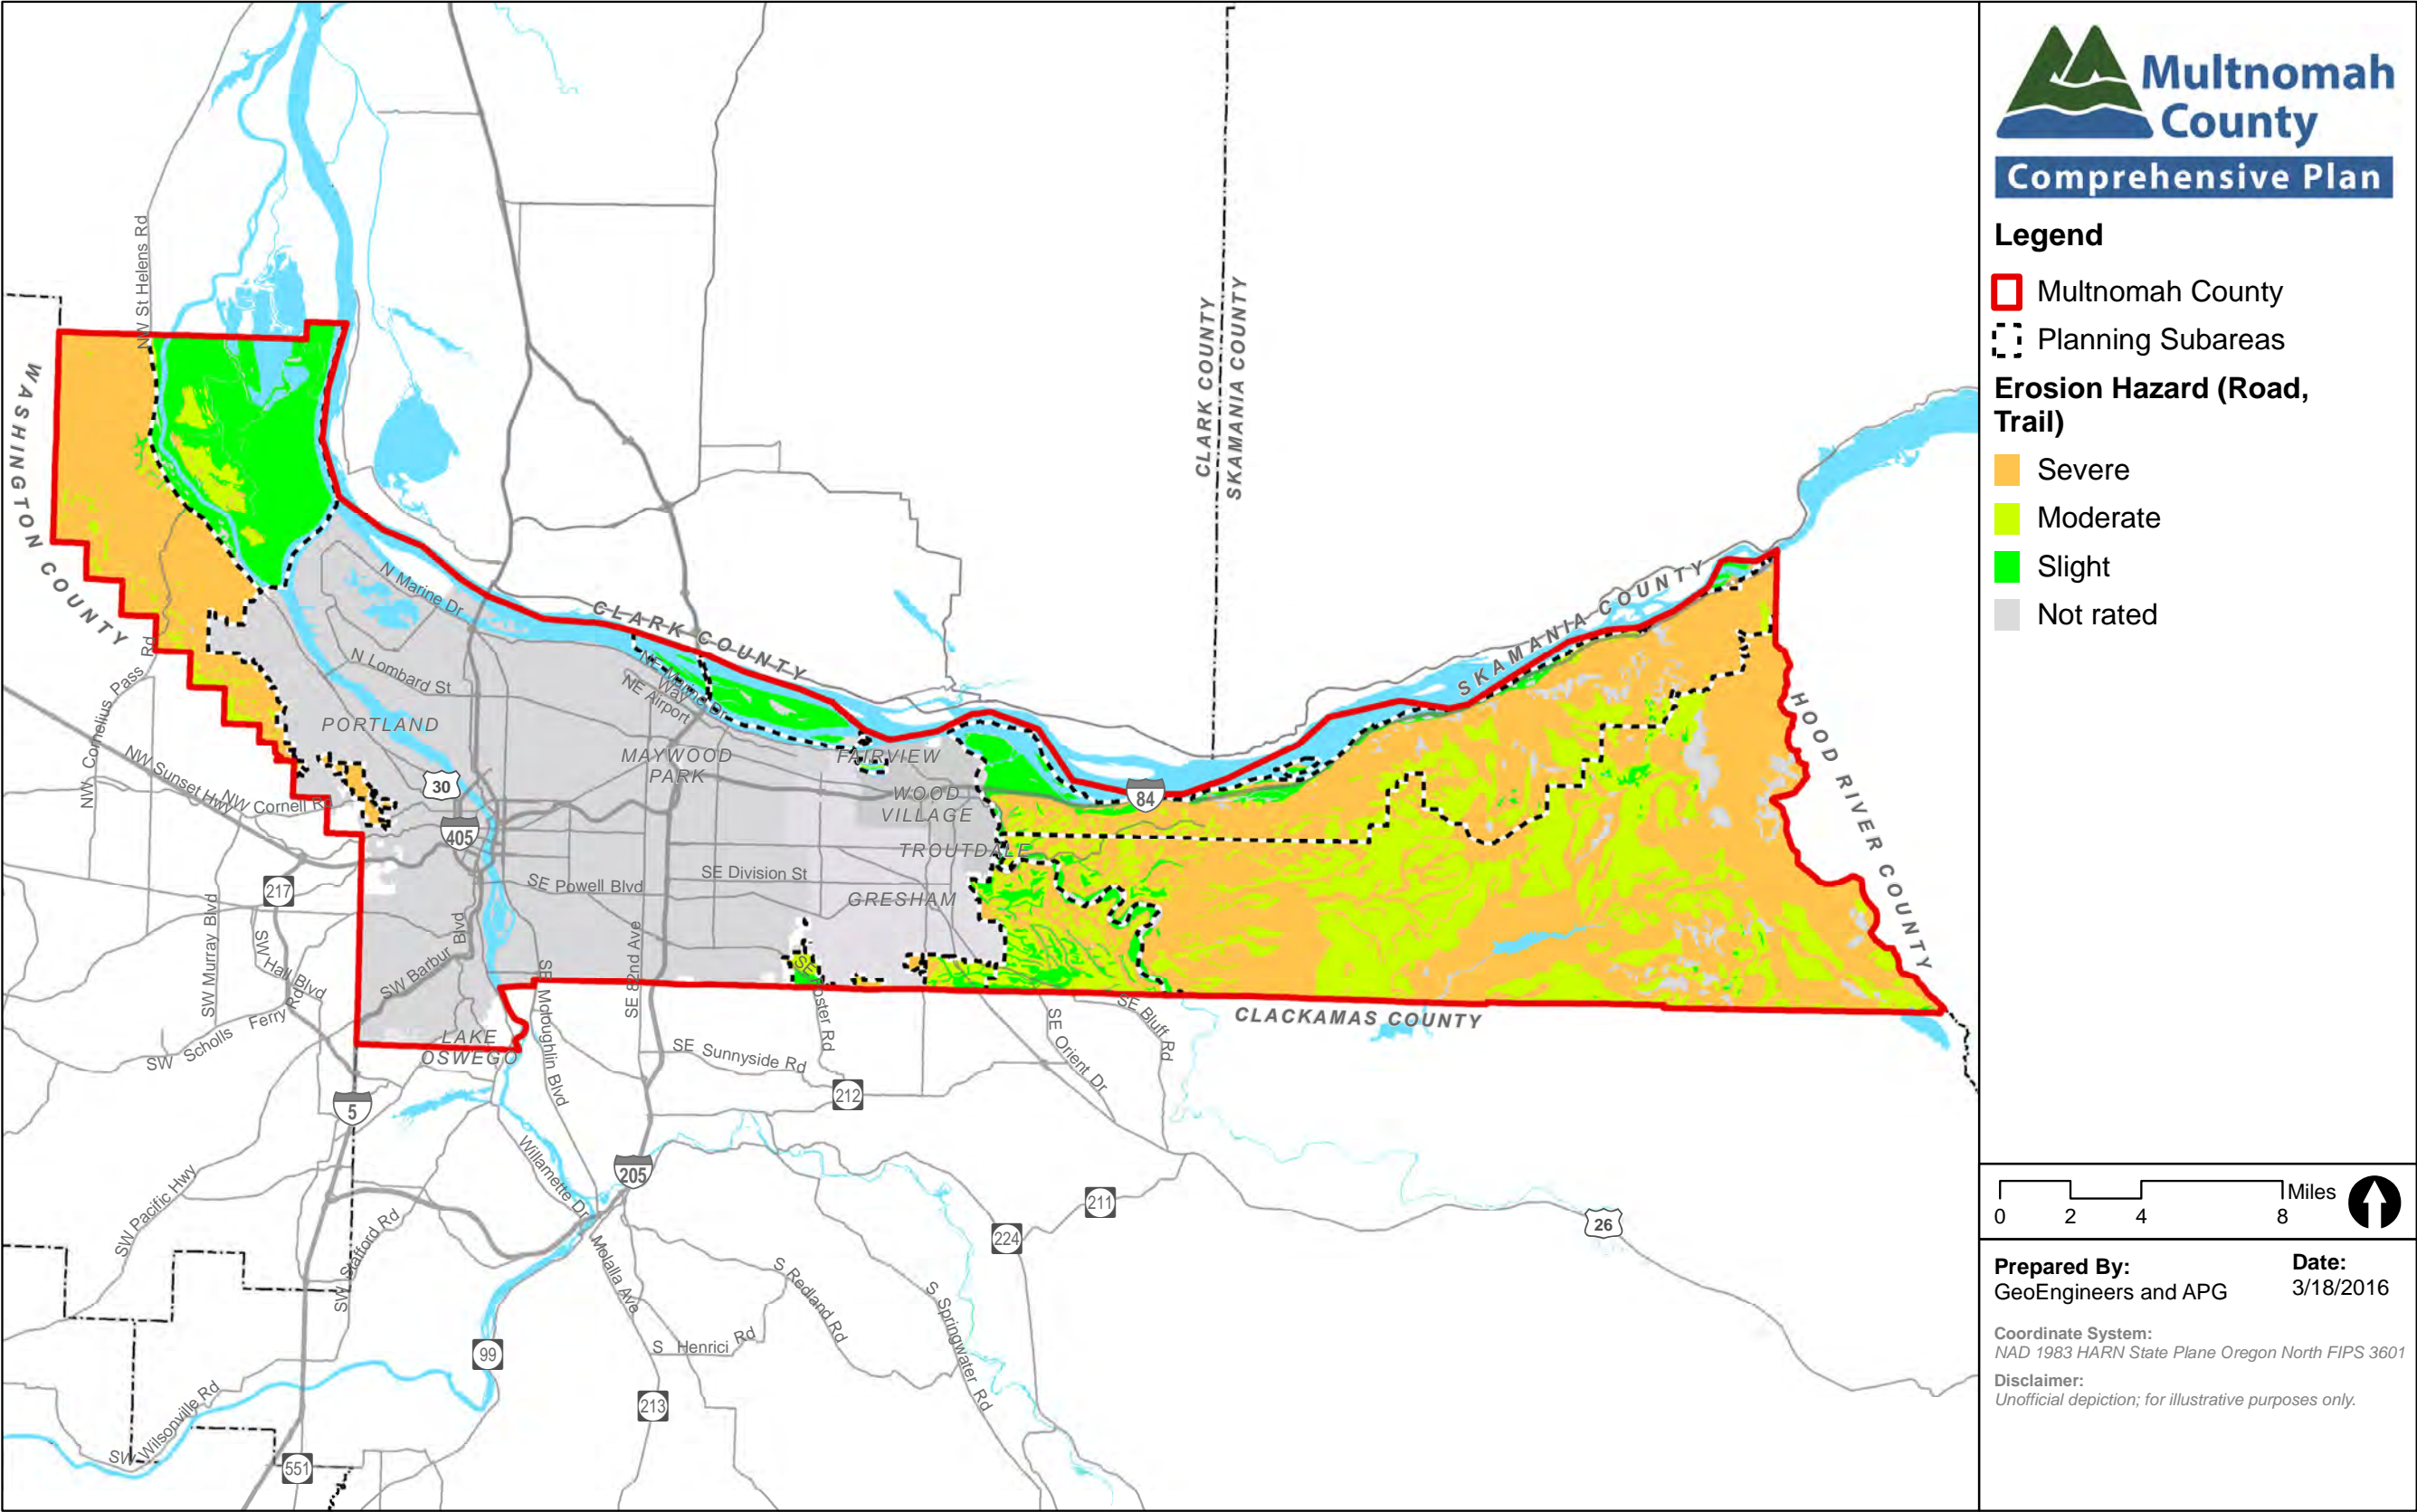 Multnomah
County
Comprehensive Plan
Legend
Multnomah County
Planning Subareas
Erosion Hazard (Road,
Trail)
Severe
Moderate
Slight
Not rated
Miles
0 2 4 8
Prepared By:
GeoEngineers and APG
Date:
3/18/2016
Coordinate System:
NAD 1983 HARN State Plane Oregon North FIPS 3601
Disclaimer:
Unofficial depiction; for illustrative purposes only.
NW St Helens Rd
WASHINGTON COUNTY
CLARK COUNTY
SKAMANIA COUNTY
N Marine Dr
CLARK COUNTY
SKAMANIA COUNTY
HOOD RIVER COUNTY
N Lombard St
NE Marine Dr
NE Airport Way
NW Cornelius Pass Rd
PORTLAND
MAYWOOD
PARK
FAIRVIEW
WOOD
VILLAGE
TROUTDALE
GRESHAM
NW Sunset Hwy
NW Cornell Rd
30
84
405
217
SE Division St
SE Powell Blvd
SW Murray Blvd
SW Hall Blvd
SW Barbur Blvd
SE 82nd Ave
SE Foster Rd
SW Scholls Ferry Rd
LAKE
OSWEGO
SE Mcloughlin Blvd
CLACKAMAS COUNTY
SE Sunnyside Rd
SE Orient Dr
SE Bluff Rd
212
5
205
Willamette Dr
SW Pacific Hwy
SW Stafford Rd
211
224
26
Molalla Ave
S Redland Rd
S Springwater Rd
S Henrici Rd
99
213
SW Wilsonville Rd
551